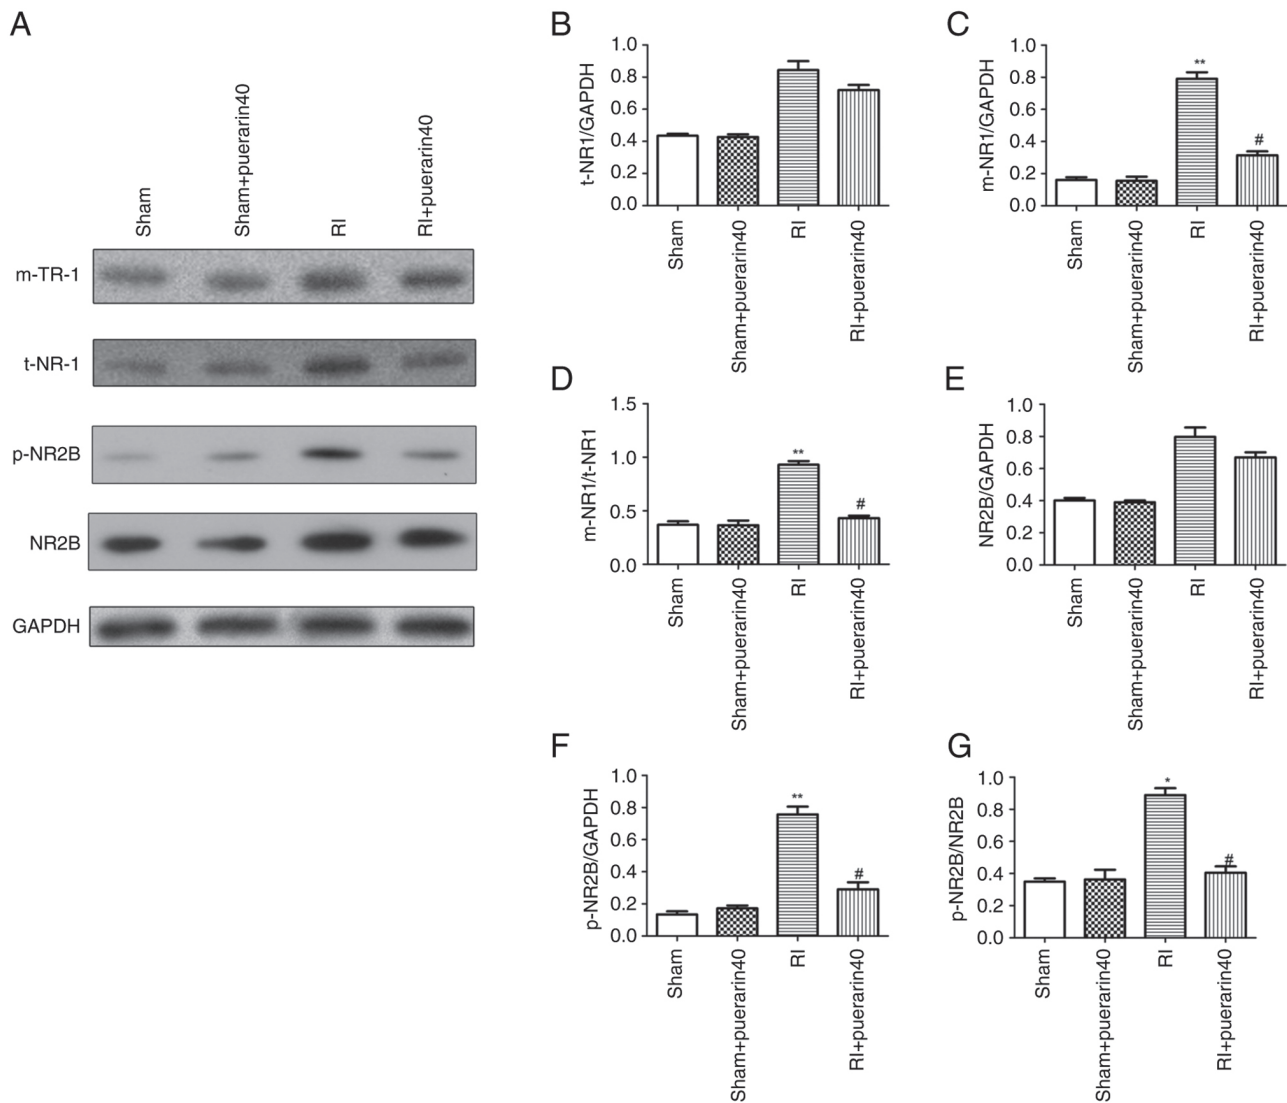 A
Sham
Sham+puerarin40
RI
RI+puerarin40
m-TR-1
t-NR-1
p-NR2B
NR2B
GAPDH
B
t-NR1/GAPDH
1.0
0.8
0.6
0.4
0.2
0.0
Sham
Sham+puerarin40
RI
RI+puerarin40
C
m-NR1/GAPDH
1.0
0.8
0.6
0.4
0.2
0.0
**
#
Sham
Sham+puerarin40
RI
RI+puerarin40
D
m-NR1/t-NR1
1.5
1.0
0.5
0.0
**
#
Sham
Sham+puerarin40
RI
RI+puerarin40
E
NR2B/GAPDH
1.0
0.8
0.6
0.4
0.2
0.0
Sham
Sham+puerarin40
RI
RI+puerarin40
F
p-NR2B/GAPDH
1.0
0.8
0.6
0.4
0.2
0.0
**
#
Sham
Sham+puerarin40
RI
RI+puerarin40
G
p-NR2B/NR2B
1.0
0.8
0.6
0.4
0.2
0.0
*
#
Sham
Sham+puerarin40
RI
RI+puerarin40